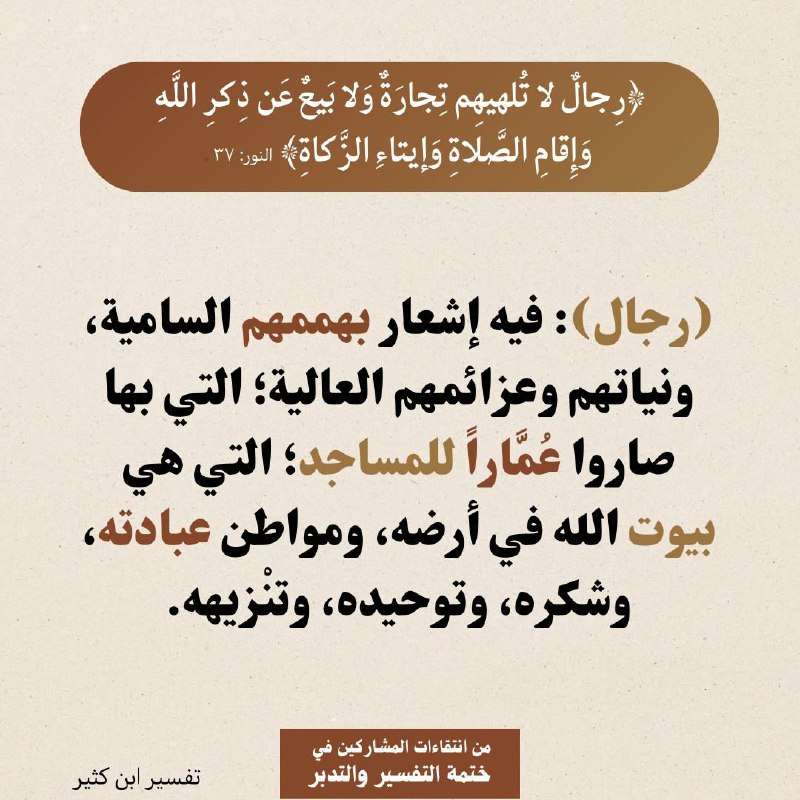 ﴿رِجالٌ لا تُلهيهِم تِجارَةٌ وَلا بَيعٌ عَن ذِكرِ اللَّهِ
وَإِقامِ الصَّلاةِ وَإيتاءِ الزَّكاةِ﴾ النور: ٣٧
(رجال): فيه إشعار بهممهم السامية،
ونياتهم وعزائمهم العالية؛ التي بها
صاروا عُمَّاراً للمساجد؛ التي هي
بيوت الله في أرضه، ومواطن عبادته،
وشكره، وتوحيده، وتنْزيهه.
من انتقاءات المشاركين في
ختمة التفسير والتدبر
تفسير ابن كثير